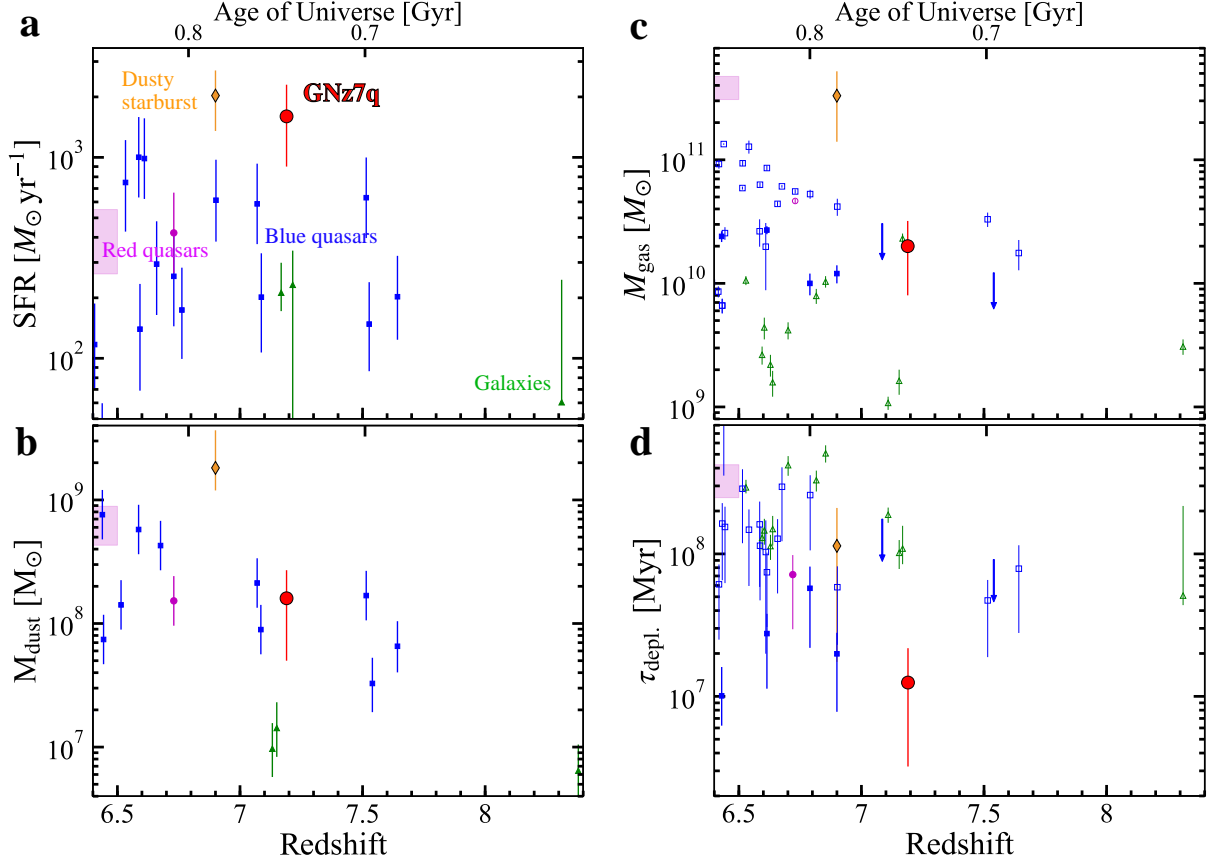 a
Age of Universe [Gyr]
0.8
0.7
SFR [M⊙ yr⁻¹]
10³
10²
Dusty
starburst
GNz7q
Red quasars
Blue quasars
Galaxies
b
M_dust [M⊙]
10⁹
10⁸
10⁷
6.5
7
7.5
8
Redshift
c
Age of Universe [Gyr]
0.8
0.7
M_gas [M⊙]
10¹¹
10¹⁰
10⁹
d
τ_depl. [Myr]
10⁸
10⁷
6.5
7
7.5
8
Redshift